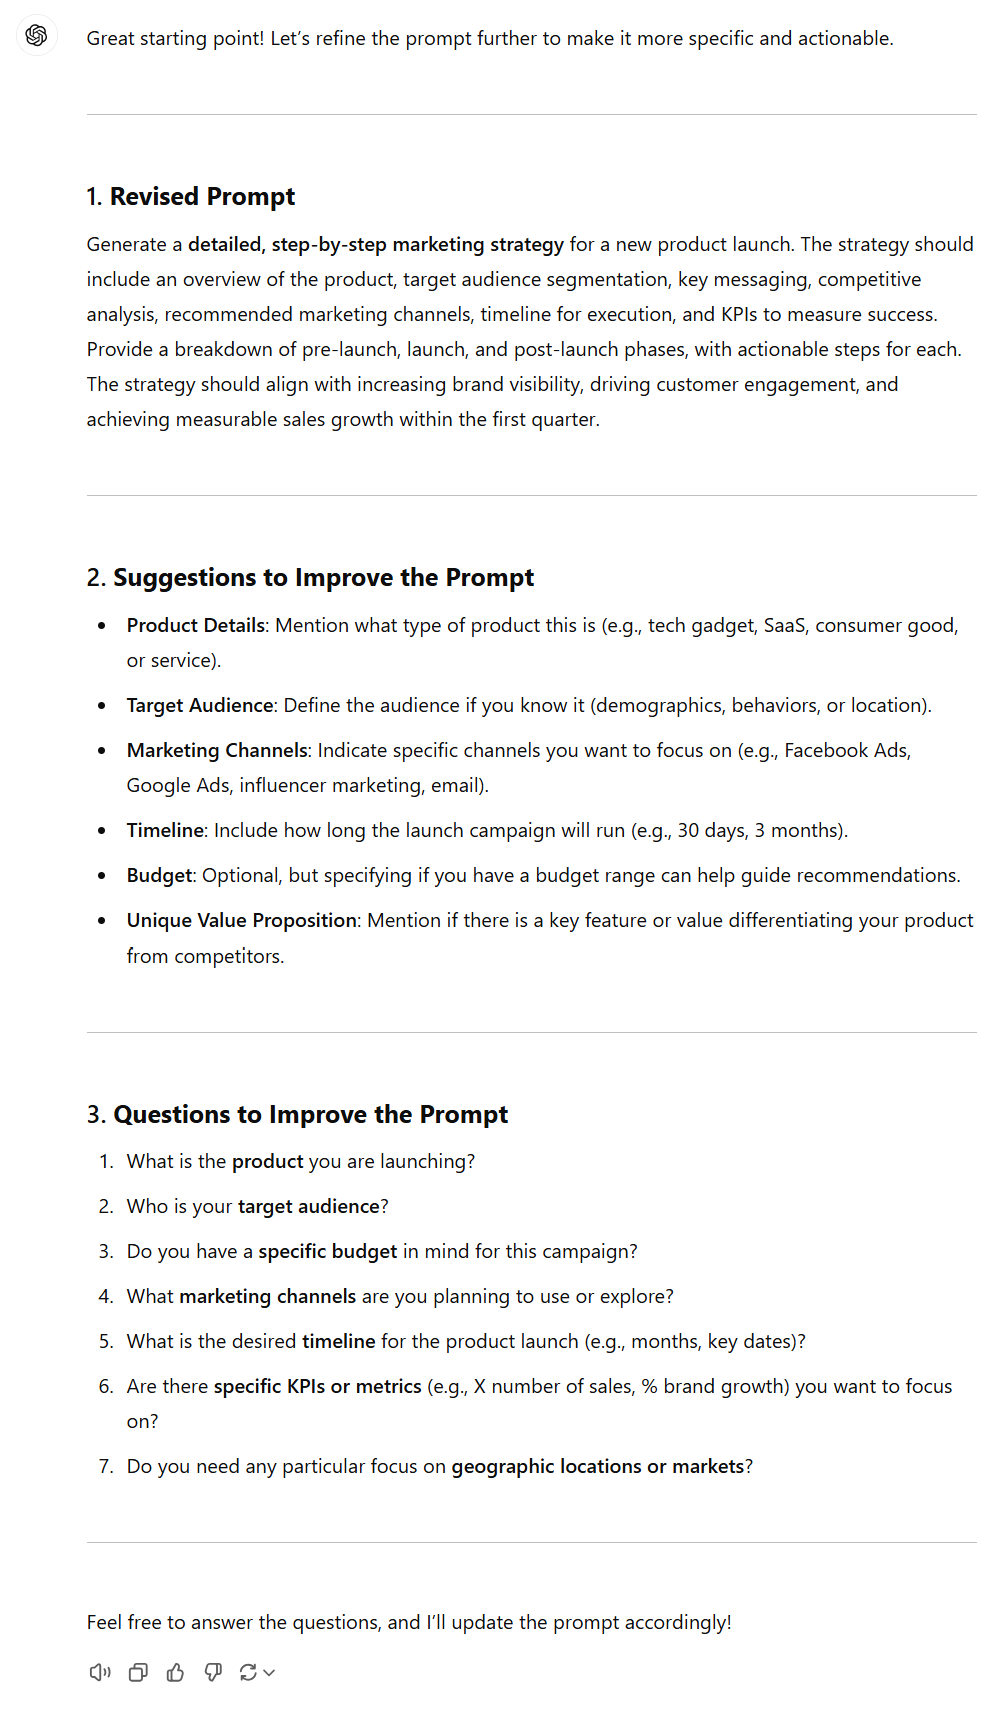 Great starting point! Let’s refine the prompt further to make it more specific and actionable.
1. Revised Prompt
Generate a detailed, step-by-step marketing strategy for a new product launch. The strategy should
include an overview of the product, target audience segmentation, key messaging, competitive
analysis, recommended marketing channels, timeline for execution, and KPIs to measure success.
Provide a breakdown of pre-launch, launch, and post-launch phases, with actionable steps for each.
The strategy should align with increasing brand visibility, driving customer engagement, and
achieving measurable sales growth within the first quarter.
2. Suggestions to Improve the Prompt
• Product Details: Mention what type of product this is (e.g., tech gadget, SaaS, consumer good,
or service).
• Target Audience: Define the audience if you know it (demographics, behaviors, or location).
• Marketing Channels: Indicate specific channels you want to focus on (e.g., Facebook Ads,
Google Ads, influencer marketing, email).
• Timeline: Include how long the launch campaign will run (e.g., 30 days, 3 months).
• Budget: Optional, but specifying if you have a budget range can help guide recommendations.
• Unique Value Proposition: Mention if there is a key feature or value differentiating your product
from competitors.
3. Questions to Improve the Prompt
1. What is the product you are launching?
2. Who is your target audience?
3. Do you have a specific budget in mind for this campaign?
4. What marketing channels are you planning to use or explore?
5. What is the desired timeline for the product launch (e.g., months, key dates)?
6. Are there specific KPIs or metrics (e.g., X number of sales, % brand growth) you want to focus
on?
7. Do you need any particular focus on geographic locations or markets?
Feel free to answer the questions, and I’ll update the prompt accordingly!